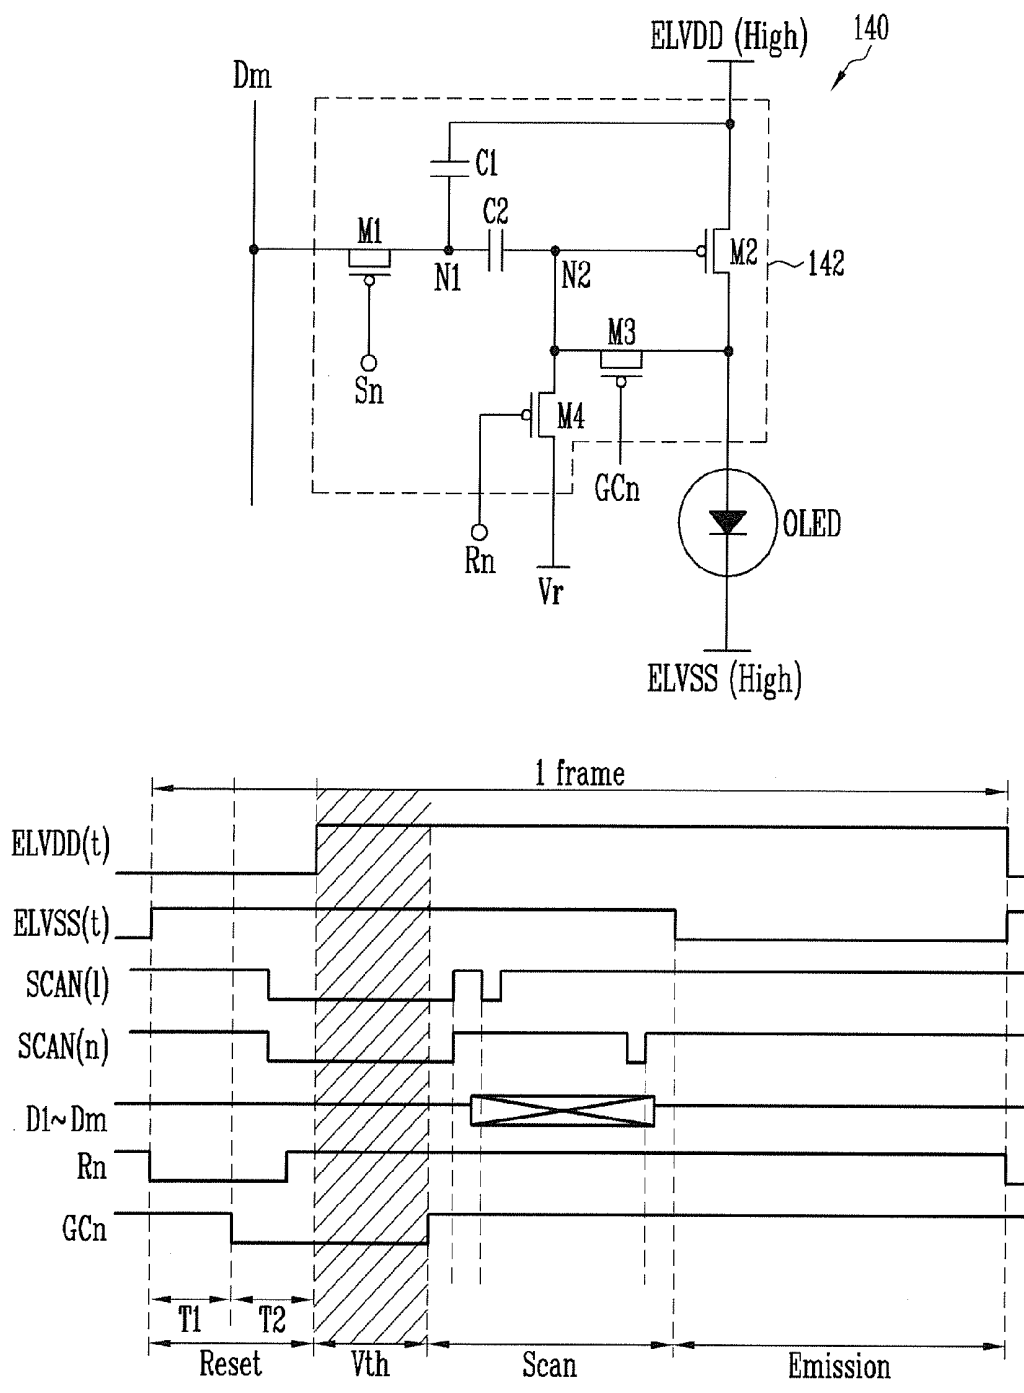 ELVDD (High)
140
Dm
C1
C2
M1
M2
142
N1
N2
M3
Sn
M4
GCn
OLED
Rn
Vr
ELVSS (High)
1 frame
ELVDD(t)
ELVSS(t)
SCAN(1)
SCAN(n)
D1~Dm
Rn
GCn
T1
T2
Reset
Vth
Scan
Emission